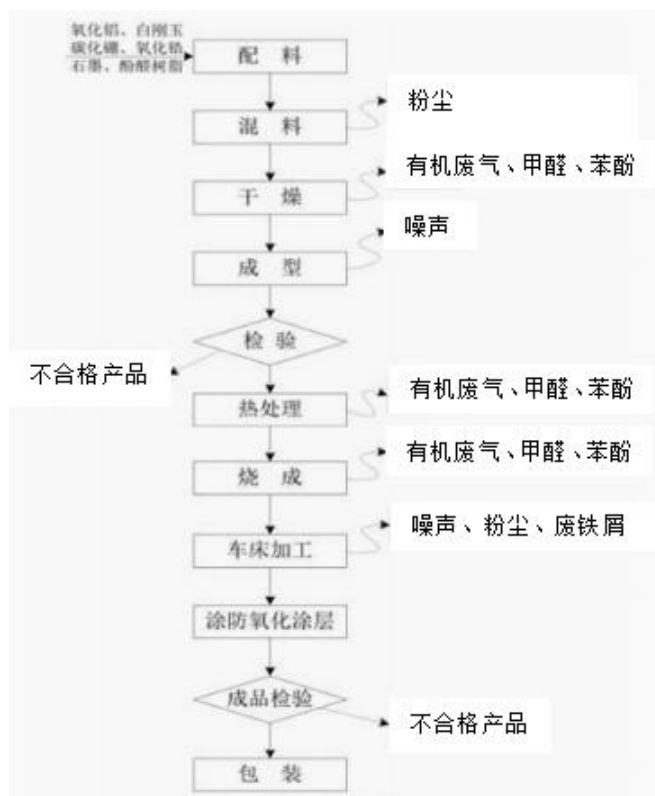 氧化铝、白刚玉
碳化硼、氧化锆
石墨、酚醛树脂
配 料
粉尘
混 料
有机废气、甲醛、苯酚
干 燥
噪声
成 型
检 验
不合格产品
有机废气、甲醛、苯酚
热处理
有机废气、甲醛、苯酚
烧 成
噪声、粉尘、废铁屑
车床加工
涂防氧化涂层
成品检验
不合格产品
包 装